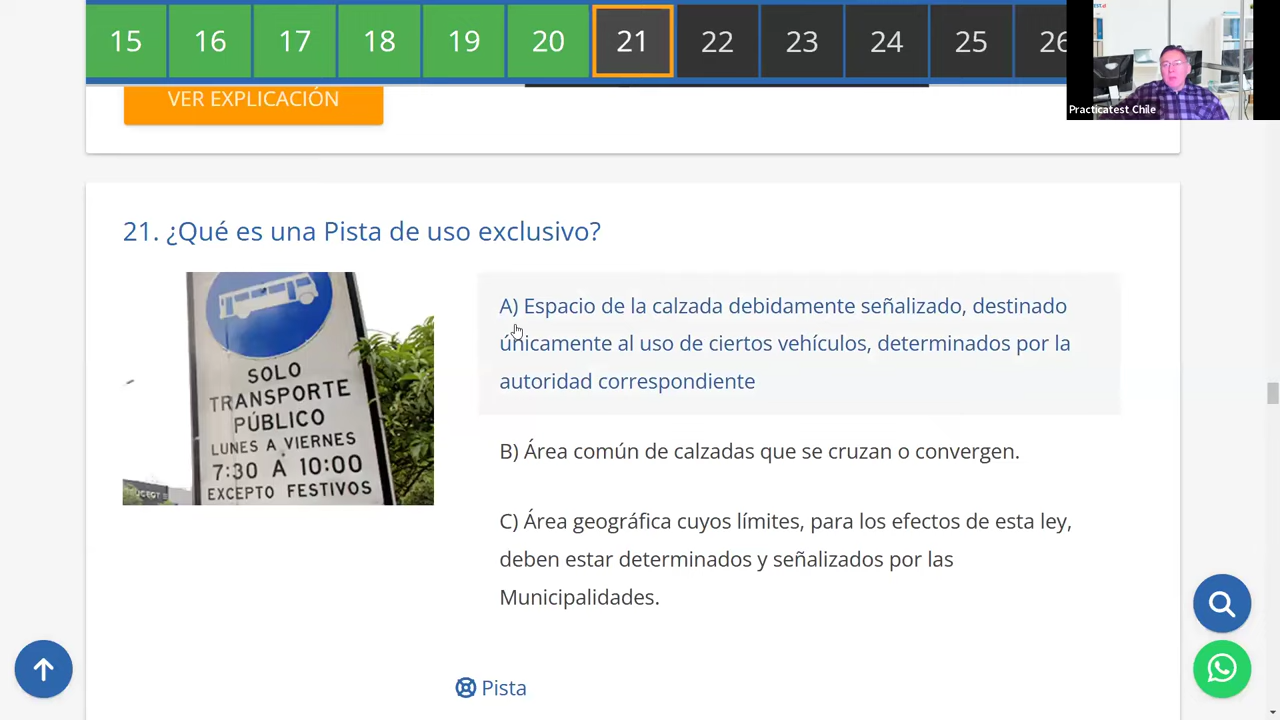 15 16 17 18 19 20 21 22 23 24 25 26
Practicatest Chile
VER EXPLICACIÓN
21. ¿Qué es una Pista de uso exclusivo?
SOLO
TRANSPORTE
PÚBLICO
LUNES A VIERNES
7:30 A 10:00
EXCEPTO FESTIVOS
PEUGEOT
A) Espacio de la calzada debidamente señalizado, destinado
únicamente al uso de ciertos vehículos, determinados por la
autoridad correspondiente
B) Área común de calzadas que se cruzan o convergen.
C) Área geográfica cuyos límites, para los efectos de esta ley,
deben estar determinados y señalizados por las
Municipalidades.
Pista